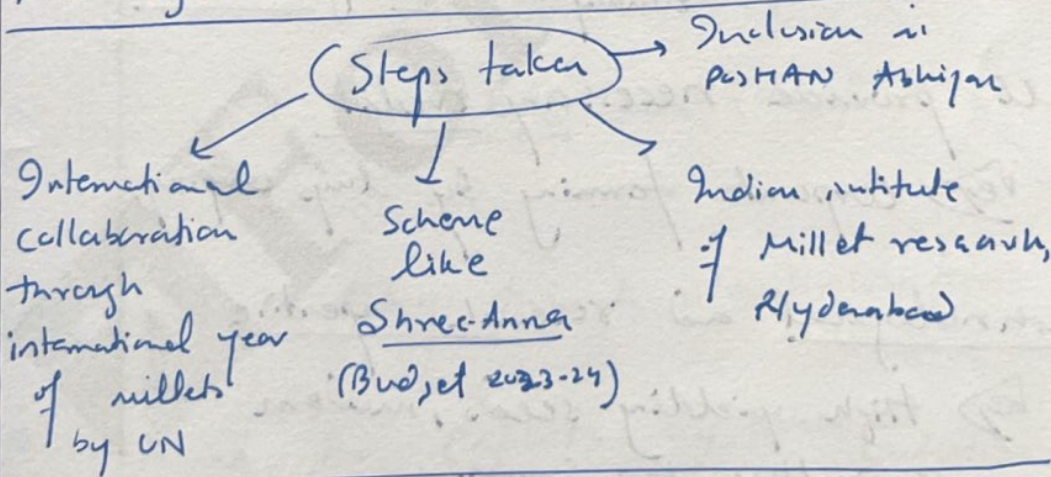 Steps taken
Inclusion in
POSHAN Abhiyan
International
collaboration
through
international year
of millets
by UN
Scheme
like
Shree-Anna
(Budget 2023-24)
Indian intitute
of Millet research,
Hyderabad